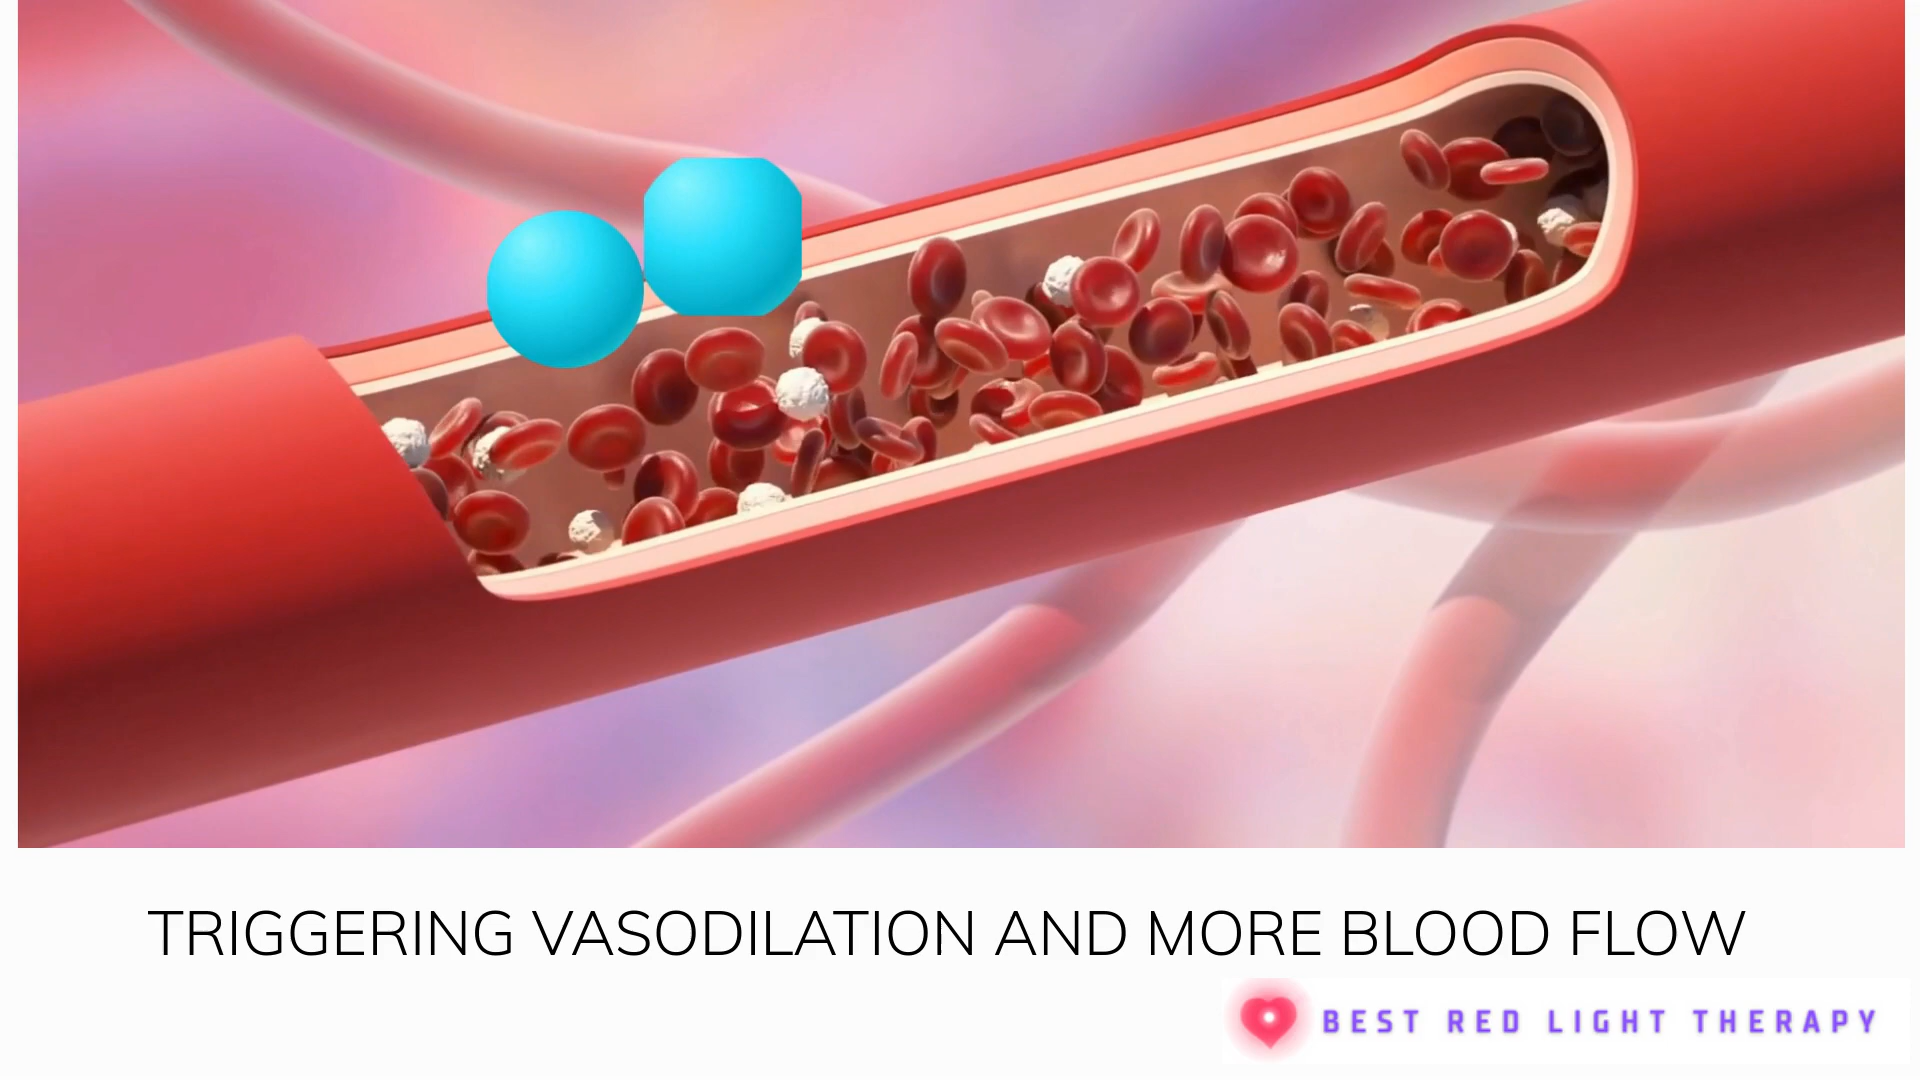 TRIGGERING VASODILATION AND MORE BLOOD FLOW
BEST RED LIGHT THERAPY